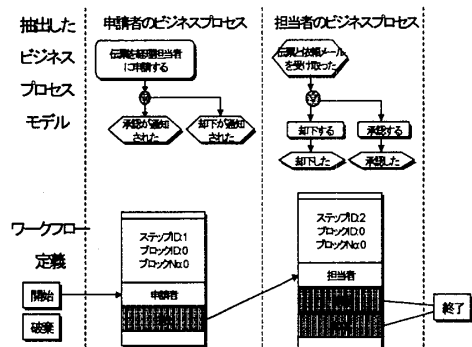 抽出した
ビジネス
プロセス
モデル
申請者のビジネスプロセス
担当者のビジネスプロセス
伝票を経理担当者
に申請する
伝票と依頼メール
を受け取った
承認が通知
された
却下が通知
された
却下する
承認する
却下した
承認した
ワークフロー
定義
ステップID:1
ブロックID:0
ブロックNo:0
申請者
ステップID:2
ブロックID:0
ブロックNo:0
担当者
開始
破棄
終了